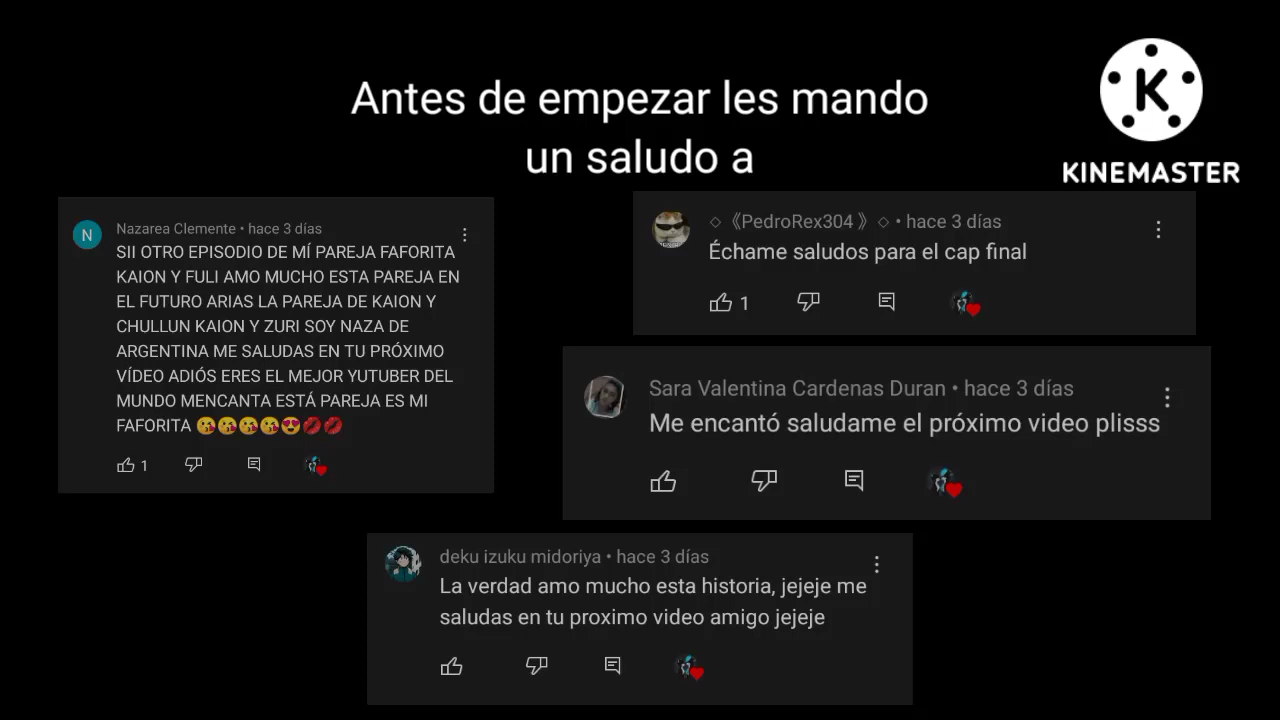 Antes de empezar les mando
un saludo a
K
KINEMASTER
N
Nazarea Clemente • hace 3 días
SII OTRO EPISODIO DE MÍ PAREJA FAFORITA
KAION Y FULI AMO MUCHO ESTA PAREJA EN
EL FUTURO ARIAS LA PAREJA DE KAION Y
CHULLUN KAION Y ZURI SOY NAZA DE
ARGENTINA ME SALUDAS EN TU PRÓXIMO
VÍDEO ADIÓS ERES EL MEJOR YUTUBER DEL
MUNDO MENCANTA ESTÁ PAREJA ES MI
FAFORITA 😘😘😘😘😍💋💋
1
◇《PedroRex304 》◇ • hace 3 días
Échame saludos para el cap final
1
Sara Valentina Cardenas Duran • hace 3 días
Me encantó saludame el próximo video plisss
deku izuku midoriya • hace 3 días
La verdad amo mucho esta historia, jejeje me
saludas en tu proximo video amigo jejeje